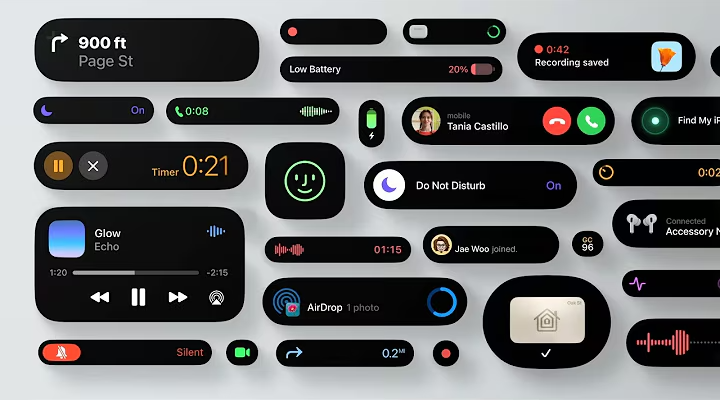 900 ft
Page St
Low Battery
20%
0:42
Recording saved
On
0:08
mobile
Tania Castillo
Find My iP
Timer
0:21
Do Not Disturb
On
0:02
Connected
Accessory N
Glow
Echo
1:20
-2:15
01:15
Jae Woo joined.
GC
96
AirDrop 1 photo
Silent
0.2 MI